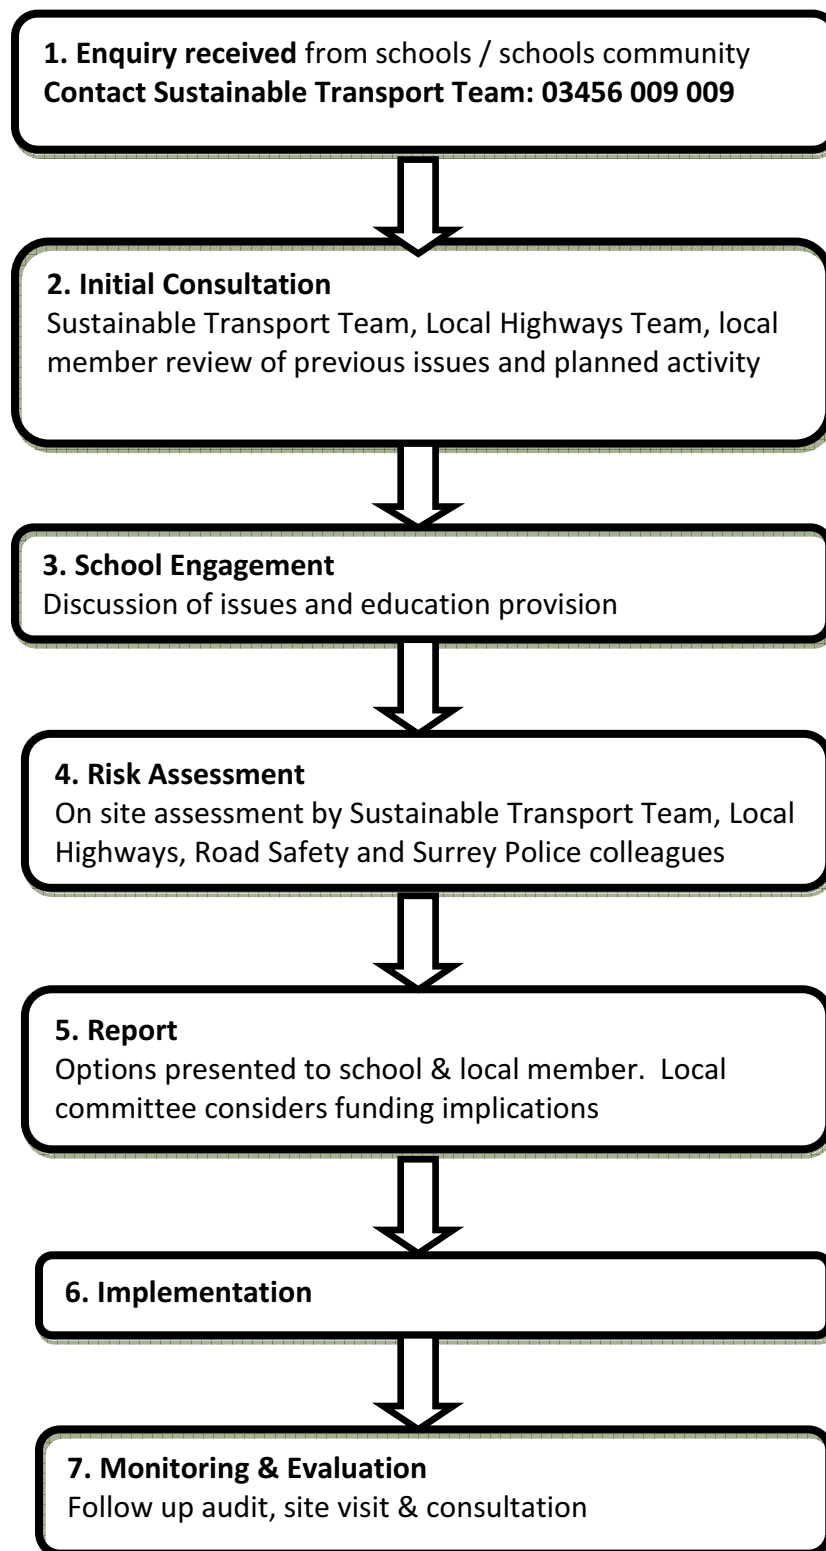 1. Enquiry received from schools / schools community
Contact Sustainable Transport Team: 03456 009 009
2. Initial Consultation
Sustainable Transport Team, Local Highways Team, local
member review of previous issues and planned activity
3. School Engagement
Discussion of issues and education provision
4. Risk Assessment
On site assessment by Sustainable Transport Team, Local
Highways, Road Safety and Surrey Police colleagues
5. Report
Options presented to school & local member.  Local
committee considers funding implications
6. Implementation
7. Monitoring & Evaluation
Follow up audit, site visit & consultation